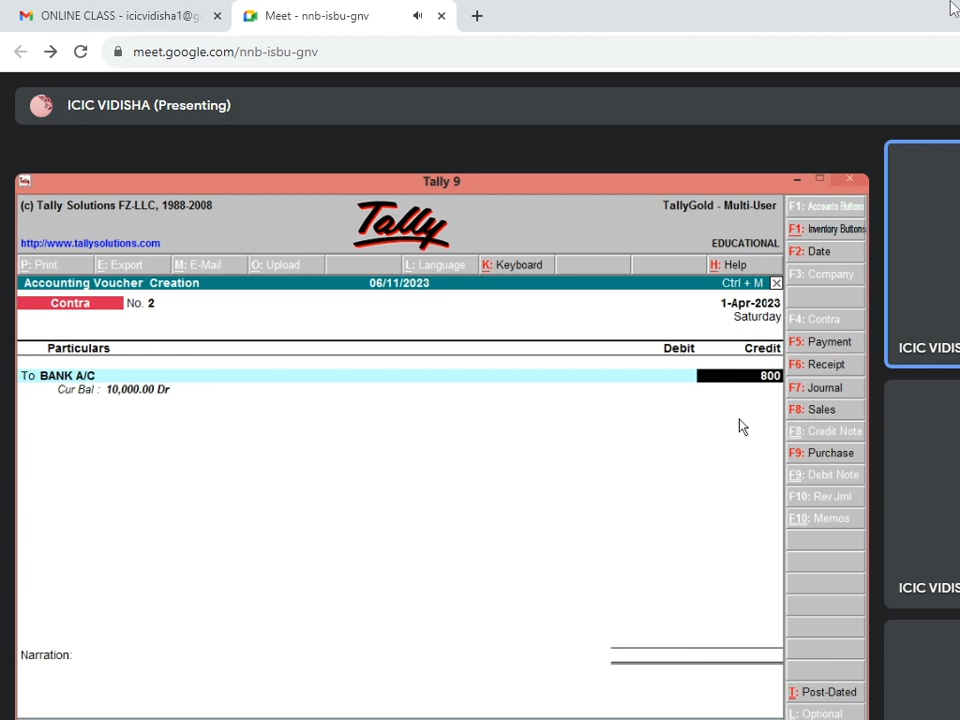 ONLINE CLASS - icicvidisha1@g
Meet - nnb-isbu-gnv
meet.google.com/nnb-isbu-gnv
ICIC VIDISHA (Presenting)
Tally 9
(c) Tally Solutions FZ-LLC, 1988-2008
Tally
TallyGold - Multi-User
http://www.tallysolutions.com
EDUCATIONAL
P: Print E: Export M: E-Mail O: Upload L: Language K: Keyboard H: Help
Accounting Voucher Creation 06/11/2023 Ctrl + M
Contra No. 2 1-Apr-2023
Saturday
Particulars Debit Credit
To BANK A/C 800
Cur Bal : 10,000.00 Dr
Narration:
F1: Accounts Buttons
F1: Inventory Buttons
F2: Date
F3: Company
F4: Contra
F5: Payment
F6: Receipt
F7: Journal
F8: Sales
F8: Credit Note
F9: Purchase
F9: Debit Note
F10: Rev Jrnl
F10: Memos
T: Post-Dated
L: Optional
ICIC VIDIS
ICIC VIDIS